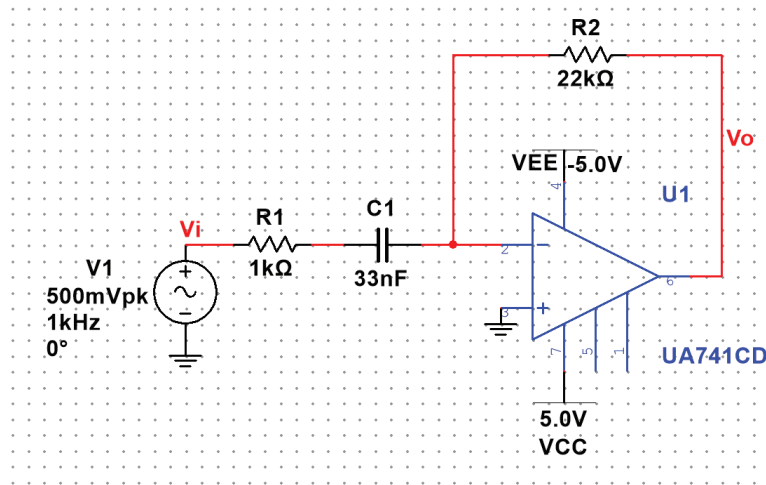 R2
22kΩ
Vo
VEE -5.0V
4
U1
Vi
R1
C1
2
V1
1kΩ
33nF
6
500mVpk
1kHz
0°
3
7
5
1
UA741CD
5.0V
VCC